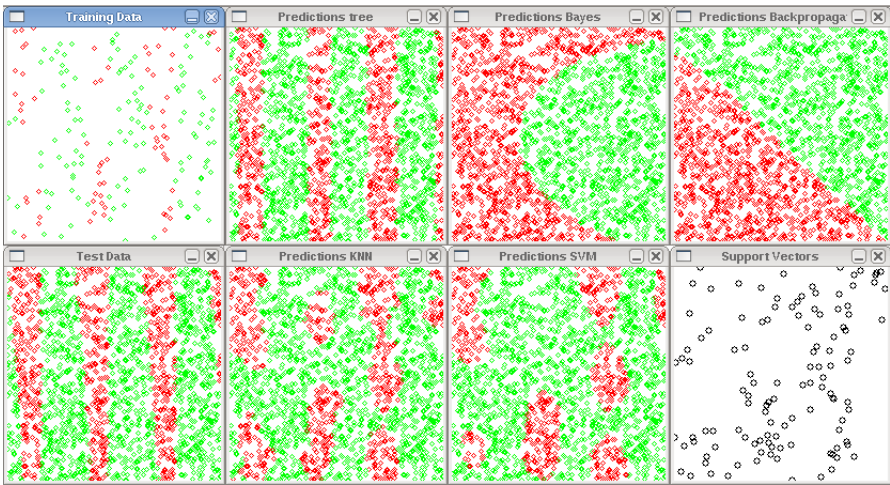 Training Data
Predictions tree
Predictions Bayes
Predictions Backpropaga
Test Data
Predictions KNN
Predictions SVM
Support Vectors